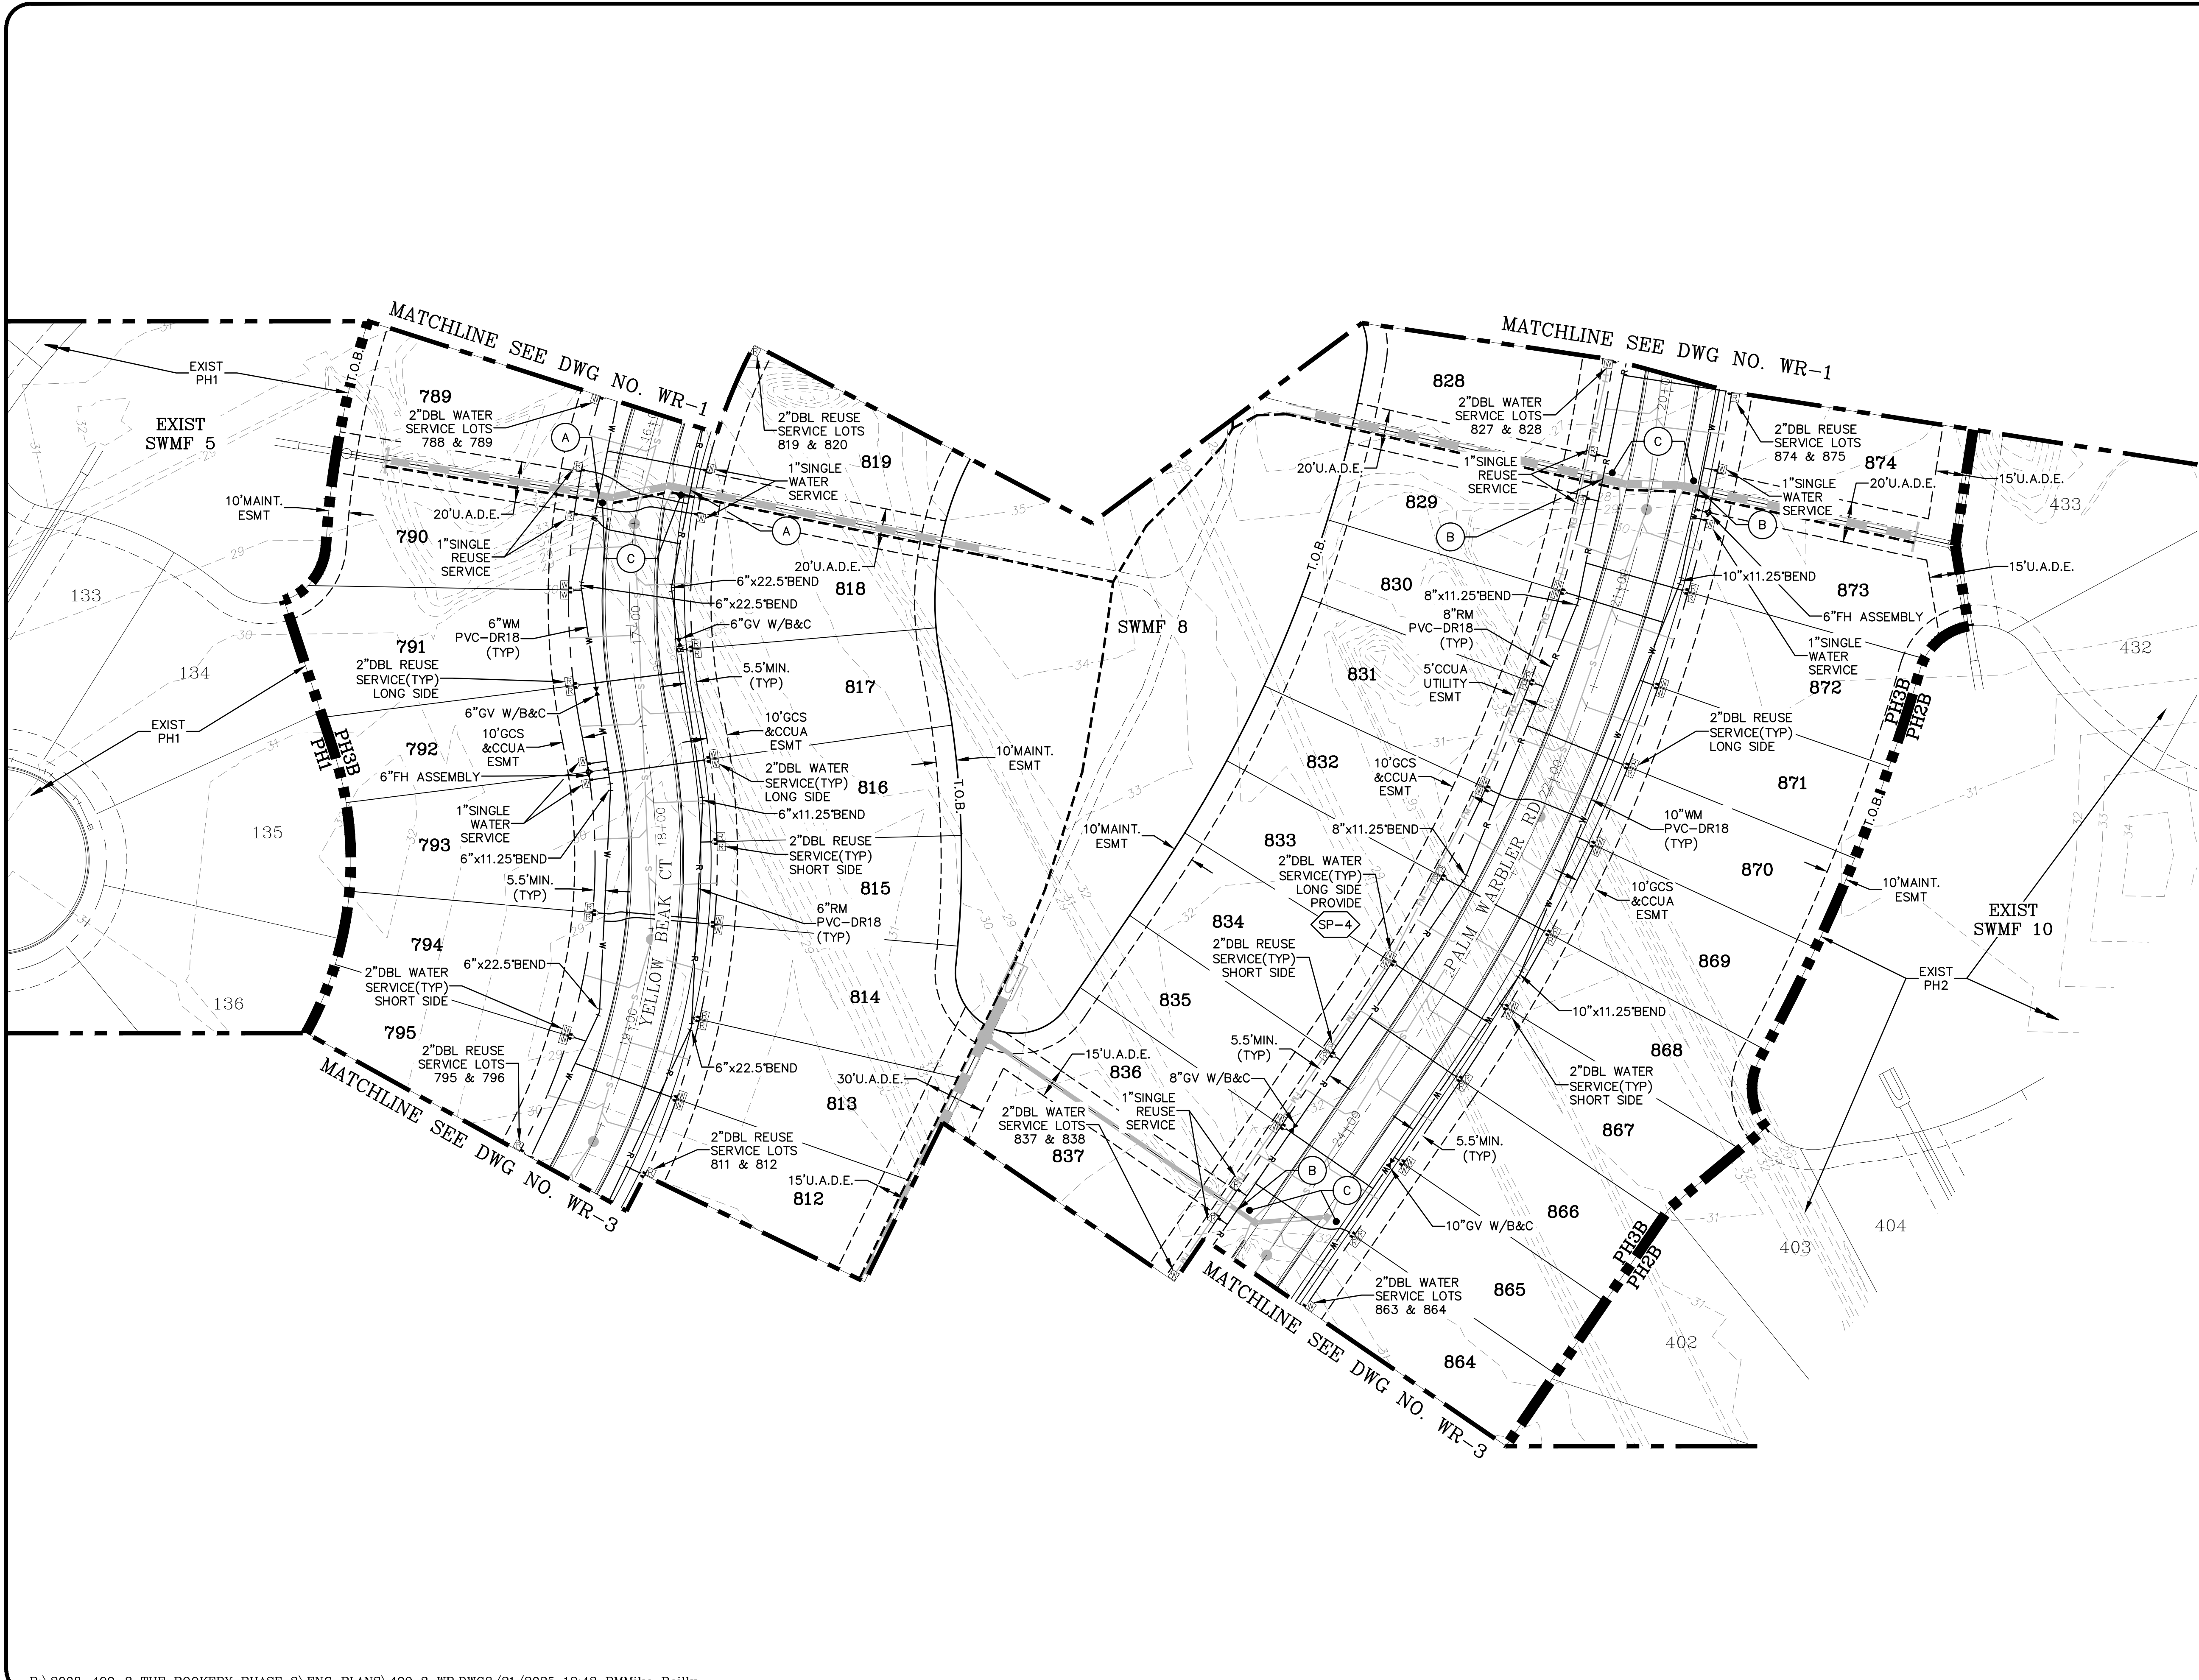 MATCHLINE SEE DWG NO. WR-1
MATCHLINE SEE DWG NO. WR-1
EXIST
PH1
T.O.B.
EXIST
SWMF 5
10'MAINT.
ESMT
789
2"DBL WATER
SERVICE LOTS
788 & 789
A
16+0
2"DBL REUSE
SERVICE LOTS
819 & 820
819
1"SINGLE
WATER
SERVICE
20'U.A.D.E.
790
1"SINGLE
REUSE
SERVICE
C
A
20'U.A.D.E.
818
6"x22.5°BEND
6"x22.5°BEND
6"GV W/B&C
133
134
135
136
EXIST
PH1
PH1
PH3B
6"WM
PVC-DR18
(TYP)
17+00
791
2"DBL REUSE
SERVICE(TYP)
LONG SIDE
5.5'MIN.
(TYP)
817
6"GV W/B&C
792
10'GCS
&CCUA
ESMT
10'GCS
&CCUA
ESMT
6"FH ASSEMBLY
2"DBL WATER
SERVICE(TYP)
LONG SIDE
816
6"x11.25°BEND
1"SINGLE
WATER
SERVICE
793
6"x11.25°BEND
18+00
2"DBL REUSE
SERVICE(TYP)
SHORT SIDE
815
5.5'MIN.
(TYP)
YELLOW BEAK CT
6"RM
PVC-DR18
(TYP)
794
6"x22.5°BEND
2"DBL WATER
SERVICE(TYP)
SHORT SIDE
814
19+00
795
2"DBL REUSE
SERVICE LOTS
795 & 796
6"x22.5°BEND
813
30'U.A.D.E.
2"DBL REUSE
SERVICE LOTS
811 & 812
15'U.A.D.E.
812
MATCHLINE SEE DWG NO. WR-3
10'MAINT.
ESMT
T.O.B.
SWMF 8
10'MAINT.
ESMT
T.O.B.
828
2"DBL WATER
SERVICE LOTS
827 & 828
20+0
C
2"DBL REUSE
SERVICE LOTS
874 & 875
874
20'U.A.D.E.
1"SINGLE
REUSE
SERVICE
1"SINGLE
WATER
SERVICE
20'U.A.D.E.
15'U.A.D.E.
433
829
B
B
830
8"x11.25°BEND
21+00
10"x11.25°BEND
873
15'U.A.D.E.
6"FH ASSEMBLY
8"RM
PVC-DR18
(TYP)
1"SINGLE
WATER
SERVICE
872
432
831
5'CCUA
UTILITY
ESMT
PH3B
PH2B
2"DBL REUSE
SERVICE(TYP)
LONG SIDE
832
10'GCS
&CCUA
ESMT
22+00
871
T.O.B.
833
8"x11.25°BEND
10"WM
PVC-DR18
(TYP)
870
2"DBL WATER
SERVICE(TYP)
LONG SIDE
PROVIDE
SP-4
PALM WARBLER RD
10'GCS
&CCUA
ESMT
10'MAINT.
ESMT
EXIST
SWMF 10
834
2"DBL REUSE
SERVICE(TYP)
SHORT SIDE
869
EXIST
PH2
835
10"x11.25°BEND
5.5'MIN.
(TYP)
868
15'U.A.D.E.
836
8"GV W/B&C
2"DBL WATER
SERVICE(TYP)
SHORT SIDE
1"SINGLE
REUSE
SERVICE
2"DBL WATER
SERVICE LOTS
837 & 838
837
24+00
867
5.5'MIN.
(TYP)
B
C
866
10"GV W/B&C
PH3B
PH2B
403
404
2"DBL WATER
SERVICE LOTS
863 & 864
865
402
864
MATCHLINE SEE DWG NO. WR-3